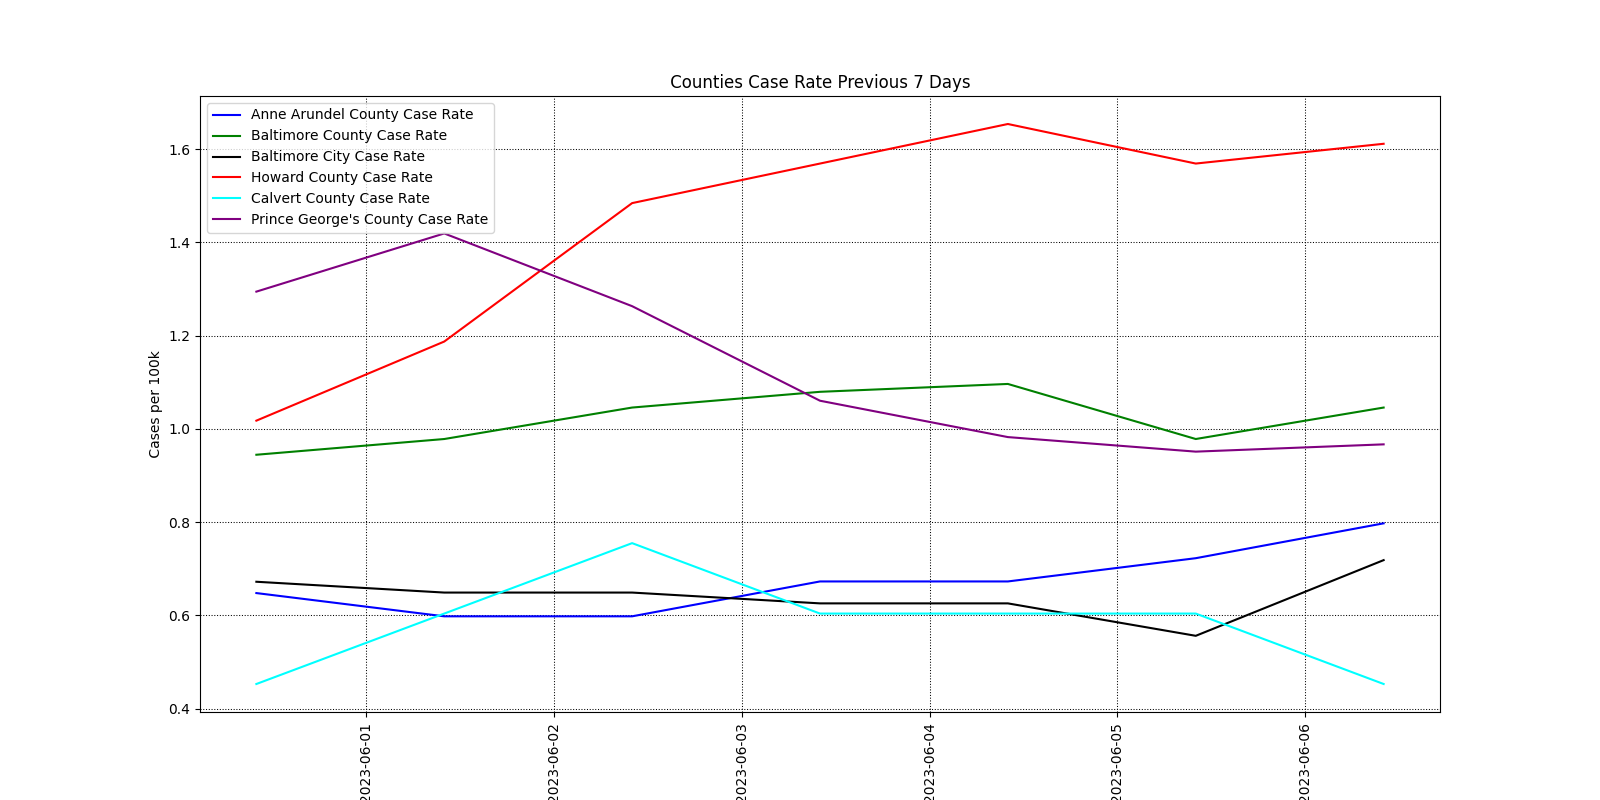 Counties Case Rate Previous 7 Days
Anne Arundel County Case Rate
Baltimore County Case Rate
Baltimore City Case Rate
Howard County Case Rate
Calvert County Case Rate
Prince George's County Case Rate
Cases per 100k
1.6
1.4
1.2
1.0
0.8
0.6
0.4
2023-06-01
2023-06-02
2023-06-03
2023-06-04
2023-06-05
2023-06-06